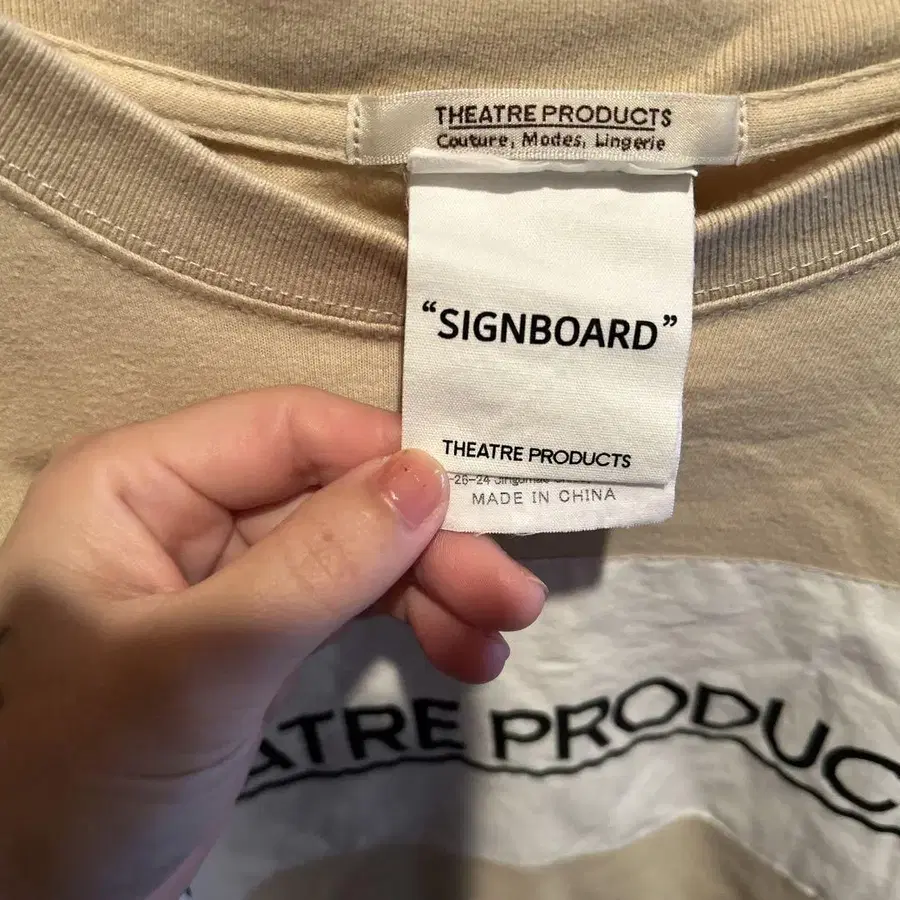 THEATRE PRODUCTS
Couture, Modes, Lingerie
“SIGNBOARD”
THEATRE PRODUCTS
MADE IN CHINA
ATRE PRODUC